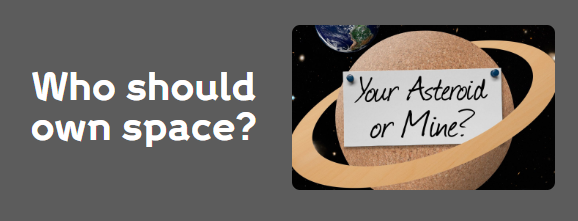 Who should
own space?
Your Asteroid
or Mine?